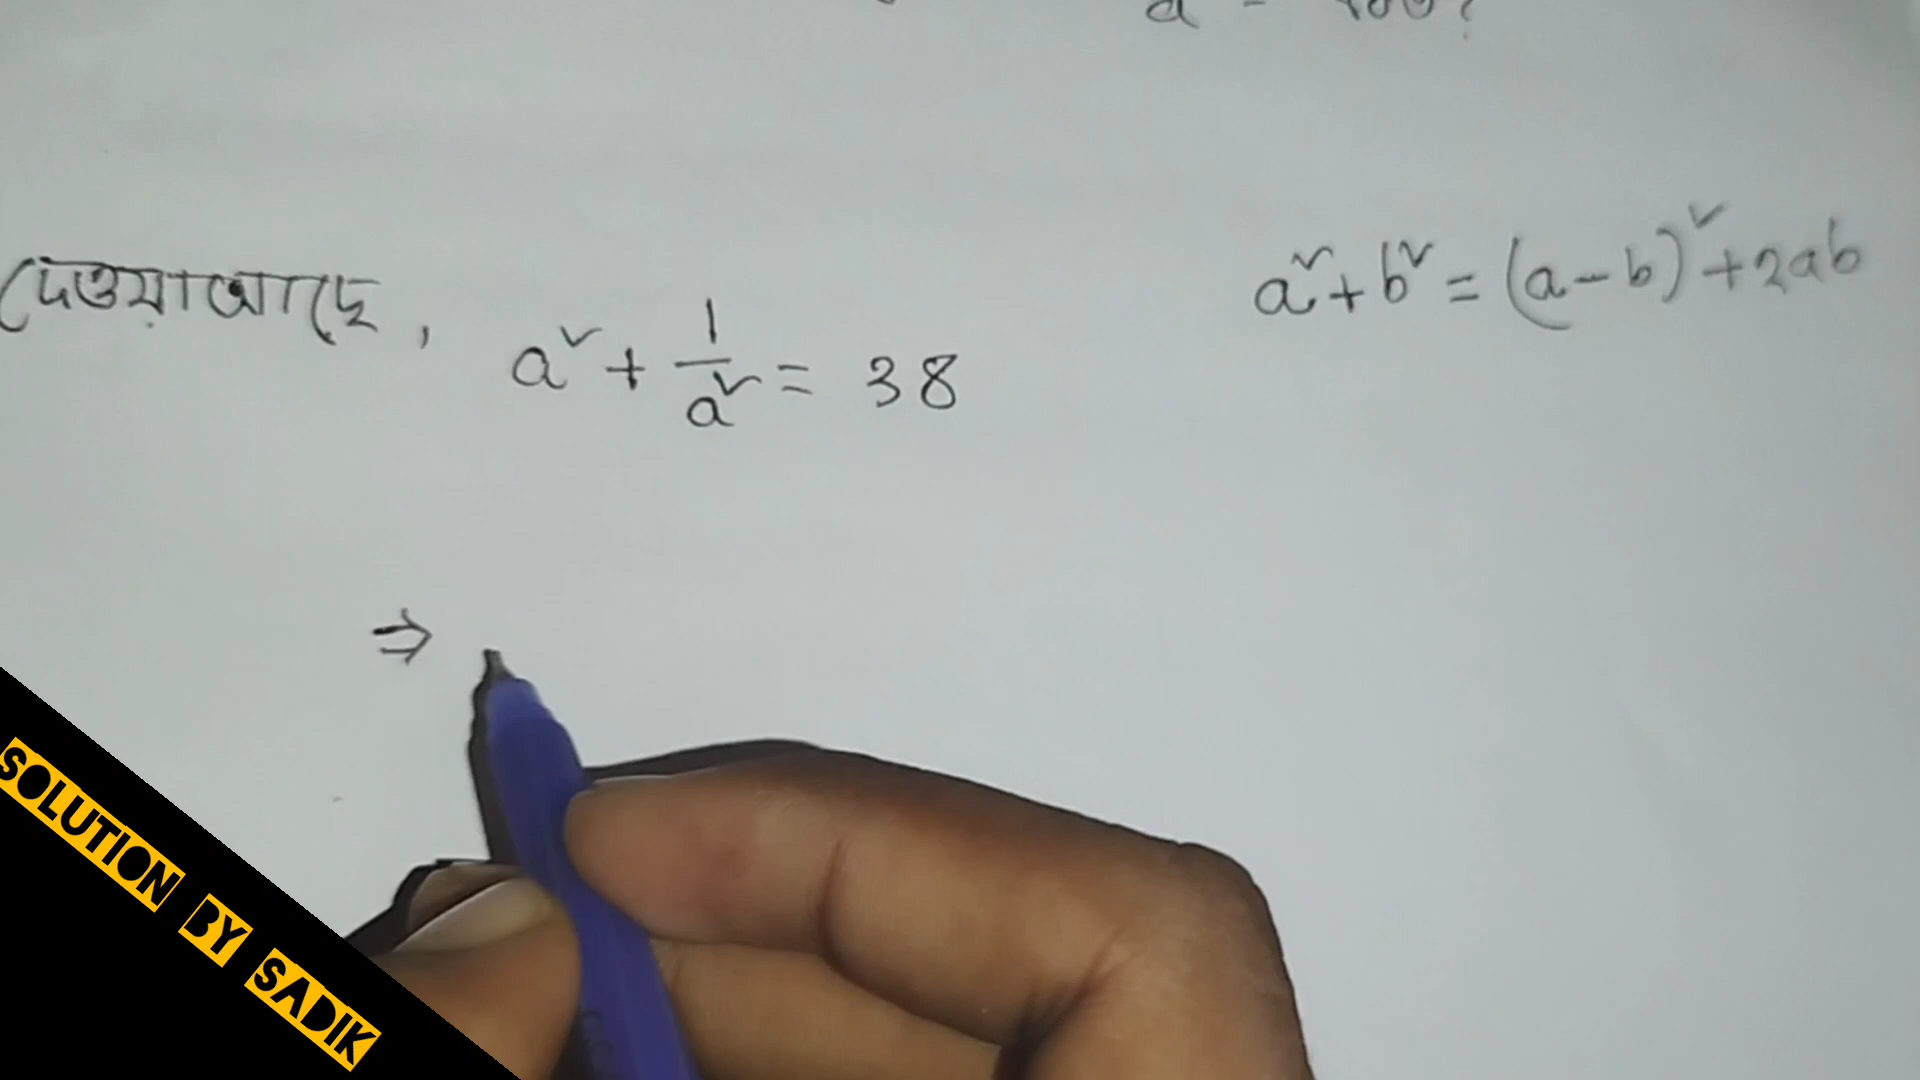 দেওয়া আছে, a² + 1/a² = 38
a² + b² = (a - b)² + 2ab
⇒
SOLUTION BY SADIK